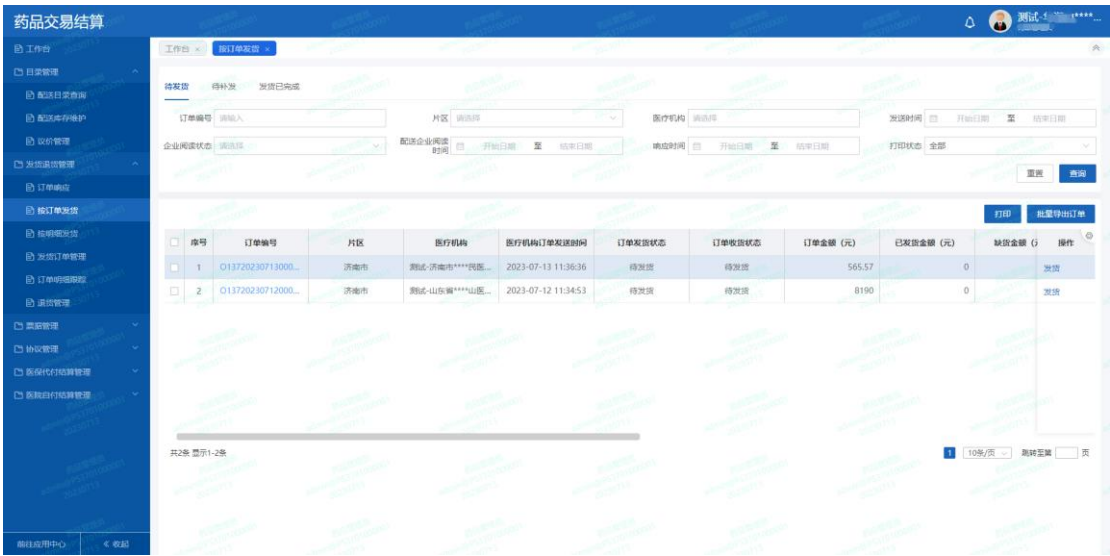 药品交易结算
测试-
工作台
目录管理
配送目录查询
配送库存维护
议价管理
发货退货管理
订单响应
按订单发货
按明细发货
发货订单管理
订单明细跟踪
退货管理
票据管理
协议管理
医保代付结算管理
医院自付结算管理
前往应用中心 « 收起
工作台 × 按订单发货 ×
待发货 待补发 发货已完成
订单编号 请输入 片区 请选择 医疗机构 请选择 发送时间 开始日期 至 结束日期
企业阅读状态 请选择 配送企业阅读时间 开始日期 至 结束日期 响应时间 开始日期 至 结束日期 打印状态 全部
重置 查询
打印 批量导出订单
序号 订单编号 片区 医疗机构 医疗机构订单发送时间 订单发货状态 订单收货状态 订单金额（元） 已发货金额（元） 缺货金额（ 操作
1 O13720230713000... 济南市 测试-济南市****民医... 2023-07-13 11:36:36 待发货 待发货 565.57 0 发货
2 O13720230712000... 济南市 测试-山东省****山医... 2023-07-12 11:34:53 待发货 待发货 8190 0 发货
共2条 显示1-2条 1 10条/页 跳转至第 页